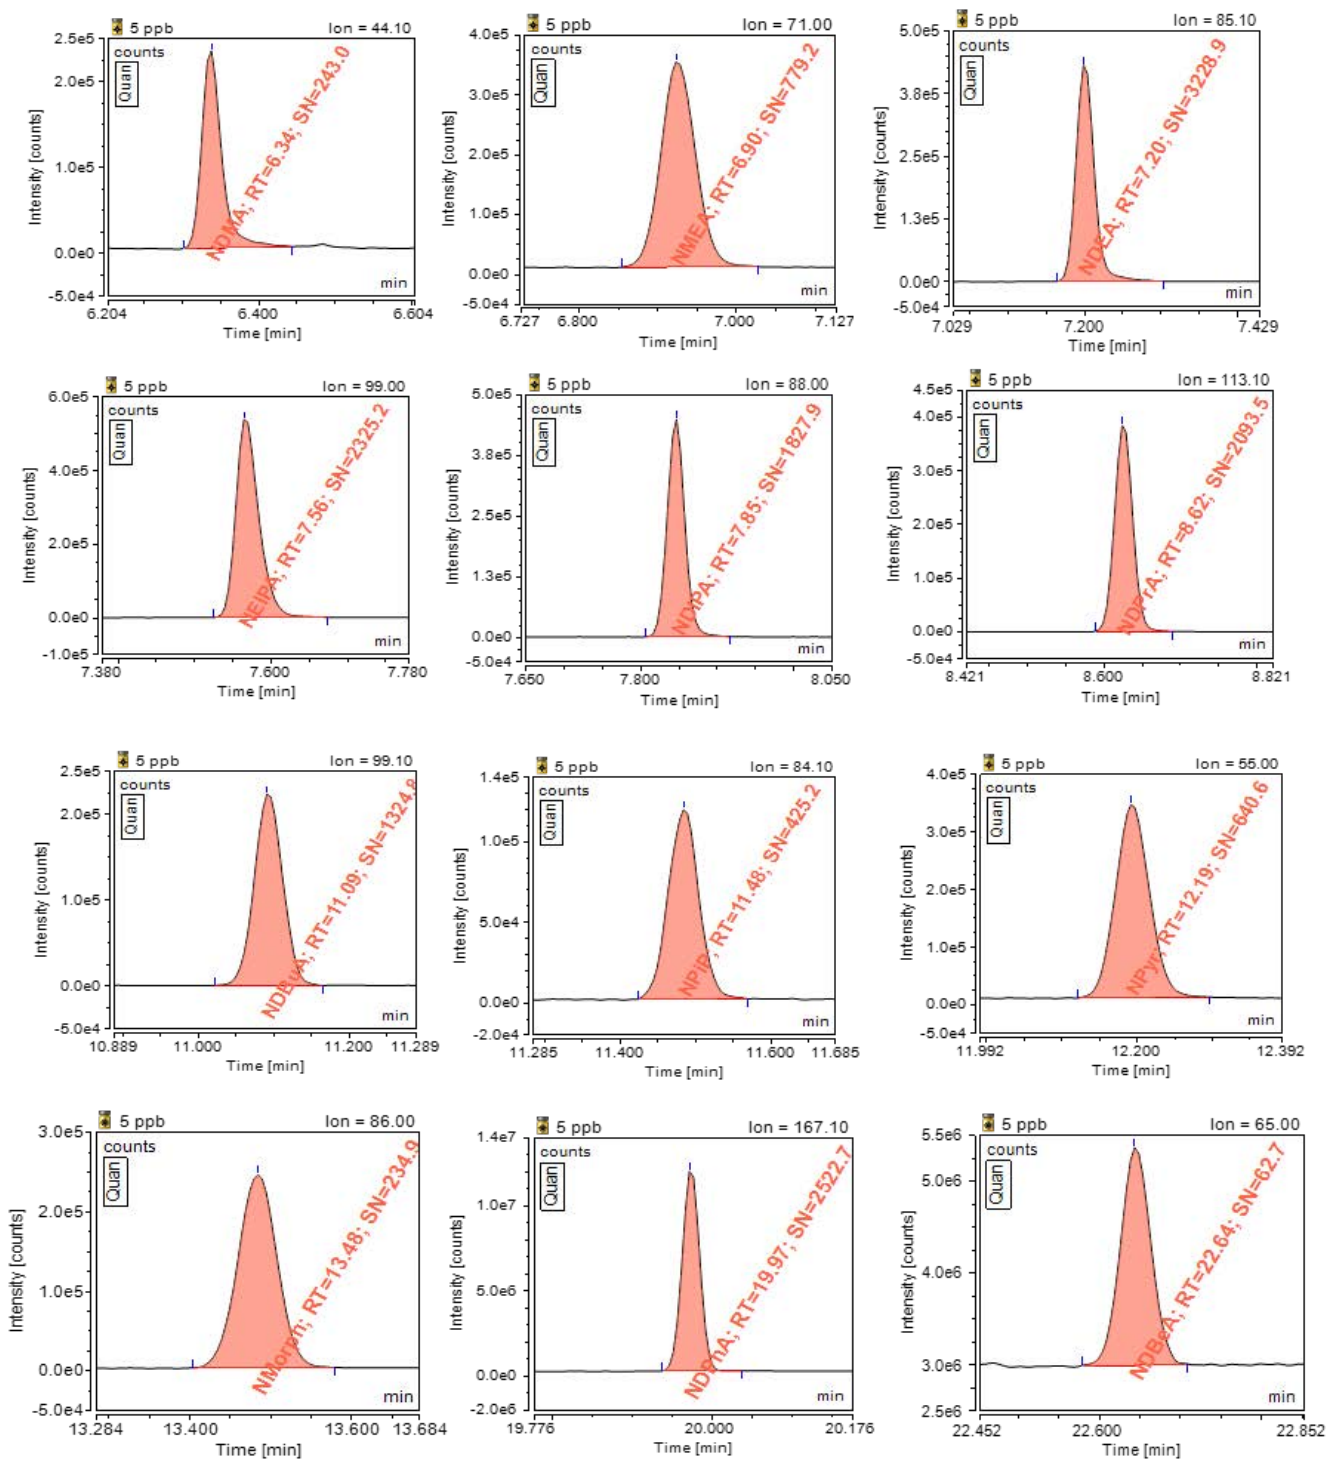 5 ppb
Ion = 44.10
2.5e5
counts
Quan
2.0e5
1.0e5
0.0e0
-5.0e4
Intensity [counts]
NDMA; RT=6.34; SN=243.0
min
6.204
6.400
6.604
Time [min]
5 ppb
Ion = 71.00
4.0e5
counts
Quan
3.0e5
2.0e5
1.0e5
0.0e0
-5.0e4
Intensity [counts]
NMEA; RT=6.90; SN=779.2
min
6.727
6.800
7.000
7.127
Time [min]
5 ppb
Ion = 85.10
5.0e5
counts
Quan
3.8e5
2.5e5
1.3e5
0.0e0
-5.0e4
Intensity [counts]
NDEA; RT=7.20; SN=3228.9
min
7.029
7.200
7.429
Time [min]
5 ppb
Ion = 99.00
6.0e5
counts
Quan
4.0e5
2.0e5
0.0e0
-1.0e5
Intensity [counts]
NEIPA; RT=7.56; SN=2325.2
min
7.380
7.600
7.780
Time [min]
5 ppb
Ion = 88.00
5.0e5
counts
Quan
3.8e5
2.5e5
1.3e5
0.0e0
-5.0e4
Intensity [counts]
NDiPA; RT=7.85; SN=1827.9
min
7.650
7.800
8.050
Time [min]
5 ppb
Ion = 113.10
4.5e5
counts
4.0e5
Quan
3.0e5
2.0e5
1.0e5
0.0e0
-5.0e4
Intensity [counts]
NDPrA; RT=8.62; SN=2093.5
min
8.421
8.600
8.821
Time [min]
5 ppb
Ion = 99.10
2.5e5
counts
Quan
2.0e5
1.0e5
0.0e0
-5.0e4
Intensity [counts]
NDBuA; RT=11.09; SN=1324.8
min
10.889
11.000
11.200
11.289
Time [min]
5 ppb
Ion = 84.10
1.4e5
counts
Quan
1.0e5
5.0e4
0.0e0
-2.0e4
Intensity [counts]
NPiP; RT=11.48; SN=425.2
min
11.285
11.400
11.600
11.685
Time [min]
5 ppb
Ion = 55.00
4.0e5
counts
Quan
3.0e5
2.0e5
1.0e5
0.0e0
-5.0e4
Intensity [counts]
NPyr; RT=12.19; SN=640.6
min
11.992
12.200
12.392
Time [min]
5 ppb
Ion = 86.00
3.0e5
counts
Quan
2.0e5
1.0e5
0.0e0
-5.0e4
Intensity [counts]
NMorph; RT=13.48; SN=234.9
min
13.284
13.400
13.600
13.684
Time [min]
5 ppb
Ion = 167.10
1.4e7
counts
Quan
1.0e7
5.0e6
0.0e0
-2.0e6
Intensity [counts]
NDPhA; RT=19.97; SN=2522.7
min
19.776
20.000
20.176
Time [min]
5 ppb
Ion = 65.00
5.5e6
counts
Quan
5.0e6
4.0e6
3.0e6
2.5e6
Intensity [counts]
NDBzA; RT=22.64; SN=62.7
min
22.452
22.600
22.852
Time [min]